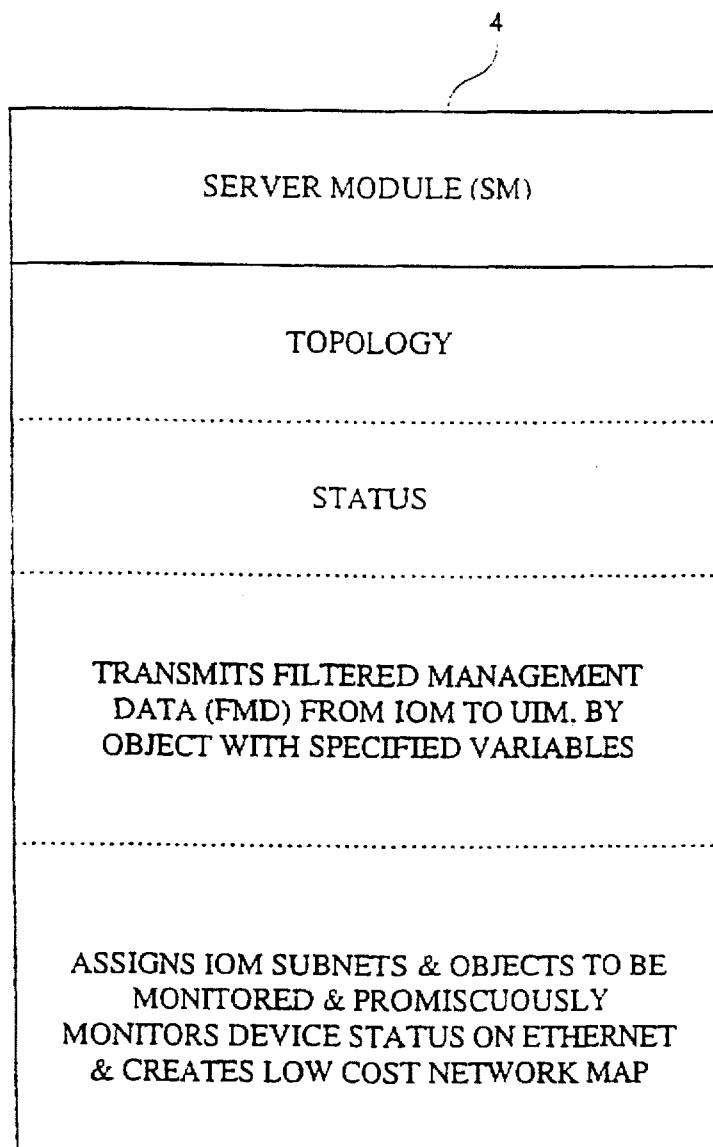 4
SERVER MODULE (SM)
TOPOLOGY
STATUS
TRANSMITS FILTERED MANAGEMENT
DATA (FMD) FROM IOM TO UIM. BY
OBJECT WITH SPECIFIED VARIABLES
ASSIGNS IOM SUBNETS & OBJECTS TO BE
MONITORED & PROMISCUOUSLY
MONITORS DEVICE STATUS ON ETHERNET
& CREATES LOW COST NETWORK MAP